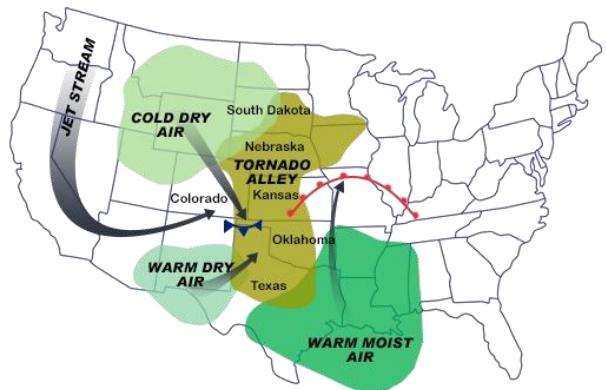 JET STREAM
COLD DRY
AIR
South Dakota
Nebraska
TORNADO
ALLEY
Colorado
Kansas
Oklahoma
WARM DRY
AIR
Texas
WARM MOIST
AIR